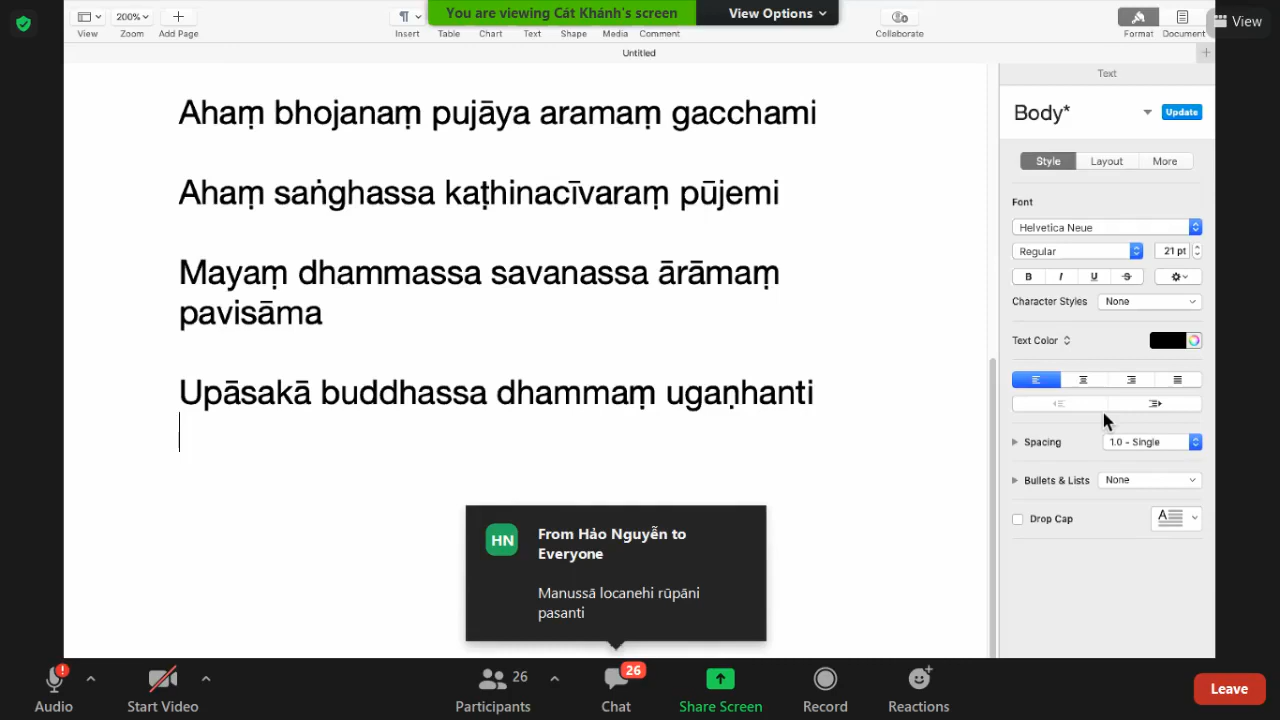 You are viewing Cát Khánh's screen
View Options
View
200%
View
Zoom
Add Page
Insert
Table
Chart
Text
Shape
Media
Comment
Collaborate
Format
Document
Untitled
Text
Ahaṃ bhojanaṃ pujāya aramaṃ gacchami
Ahaṃ saṅghassa kaṭhinacīvaraṃ pūjemi
Mayaṃ dhammassa savanassa ārāmaṃ
pavisāma
Upāsakā buddhassa dhammaṃ ugaṇhanti
Body*
Update
Style
Layout
More
Font
Helvetica Neue
Regular
21 pt
B I U S
Character Styles
None
Text Color
Spacing
1.0 - Single
Bullets & Lists
None
Drop Cap
A
HN
From Hảo Nguyễn to
Everyone
Manussā locanehi rūpāni
pasanti
Audio
Start Video
26
Participants
26
Chat
Share Screen
Record
Reactions
Leave